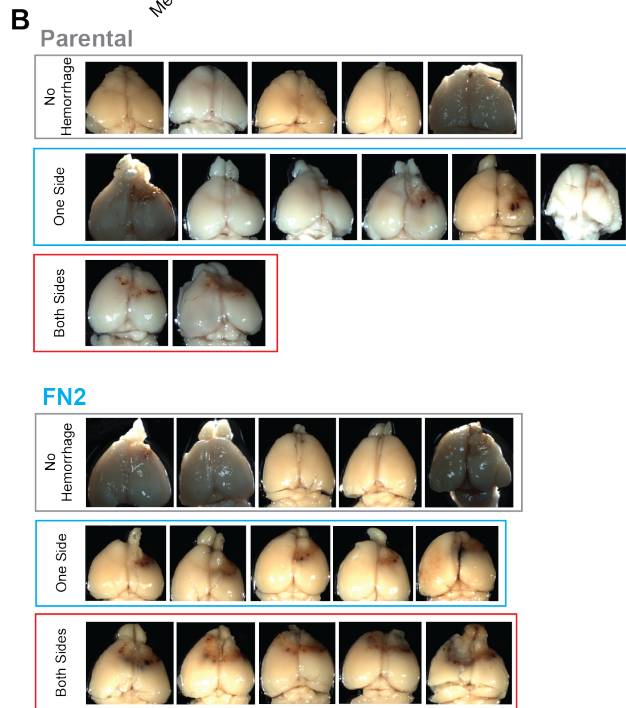 B
Parental
No
Hemorrhage
One Side
Both Sides
FN2
No
Hemorrhage
One Side
Both Sides